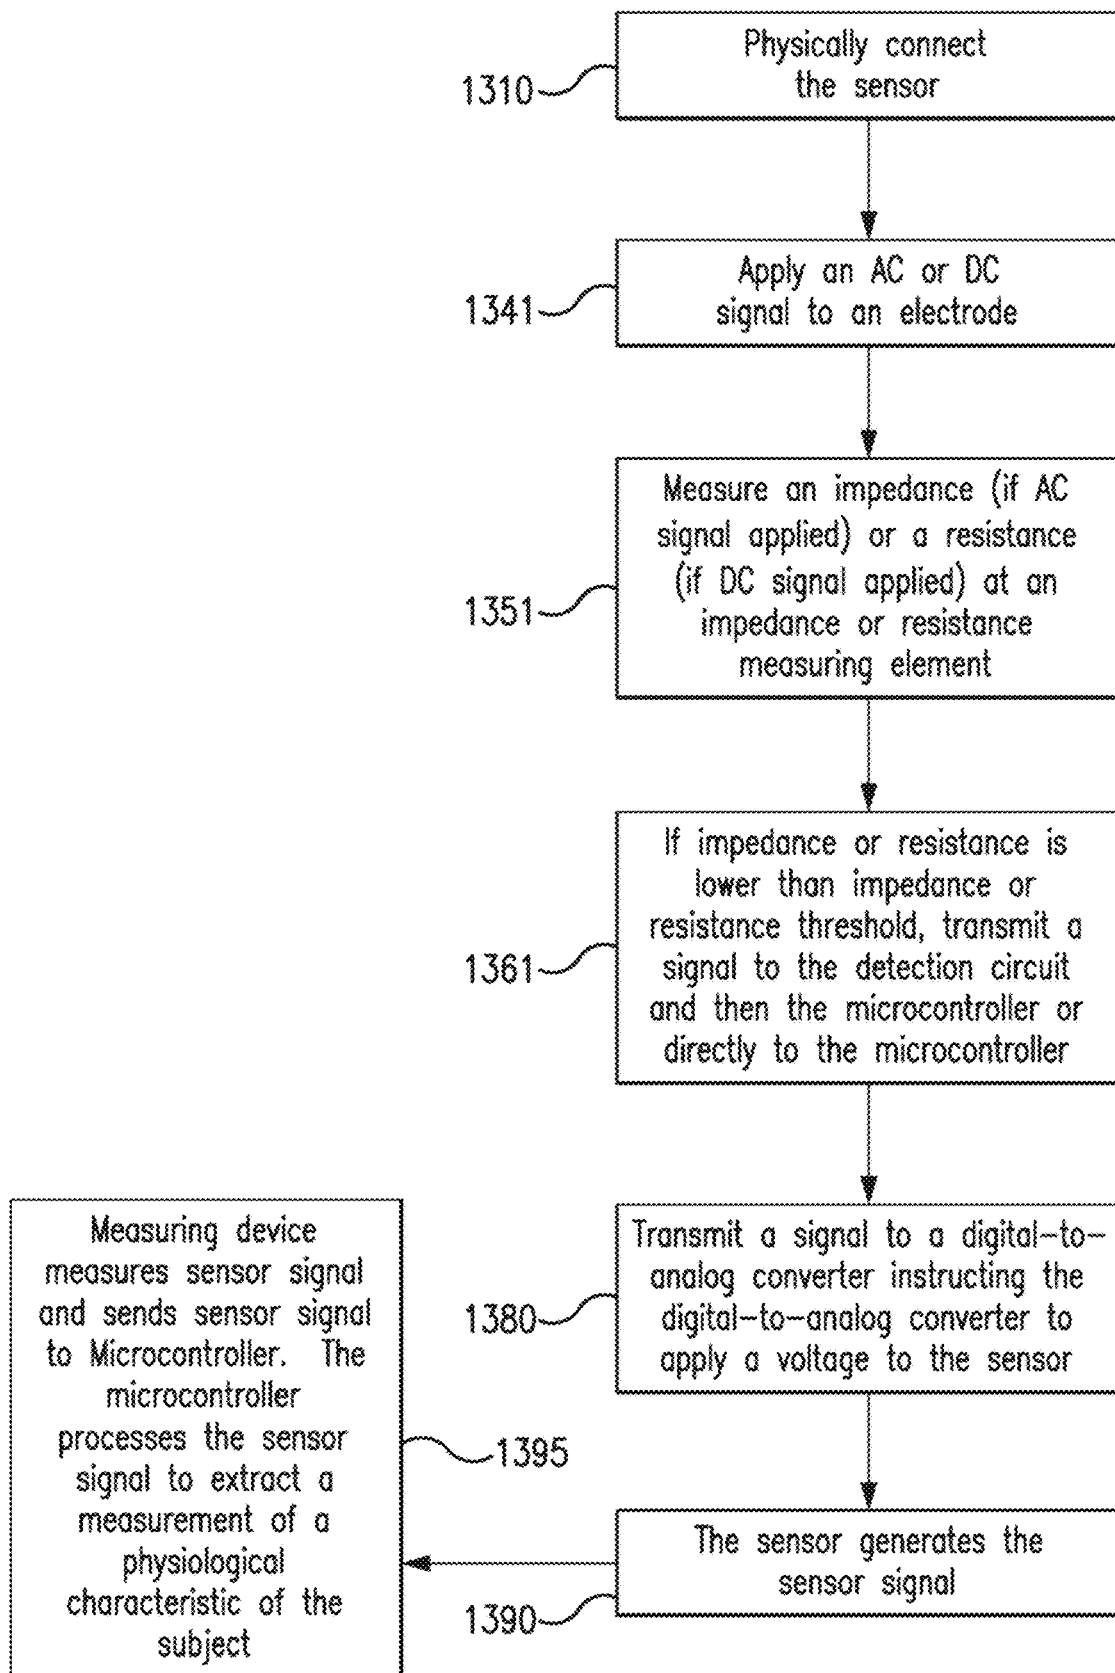 Physically connect
the sensor
1310
Apply an AC or DC
signal to an electrode
1341
Measure an impedance (if AC
signal applied) or a resistance
(if DC signal applied) at an
impedance or resistance
measuring element
1351
If impedance or resistance is
lower than impedance or
resistance threshold, transmit a
signal to the detection circuit
and then the microcontroller or
directly to the microcontroller
1361
Transmit a signal to a digital-to-
analog converter instructing the
digital-to-analog converter to
apply a voltage to the sensor
1380
The sensor generates the
sensor signal
1390
Measuring device
measures sensor signal
and sends sensor signal
to Microcontroller. The
microcontroller
processes the sensor
signal to extract a
measurement of a
physiological
characteristic of the
subject
1395